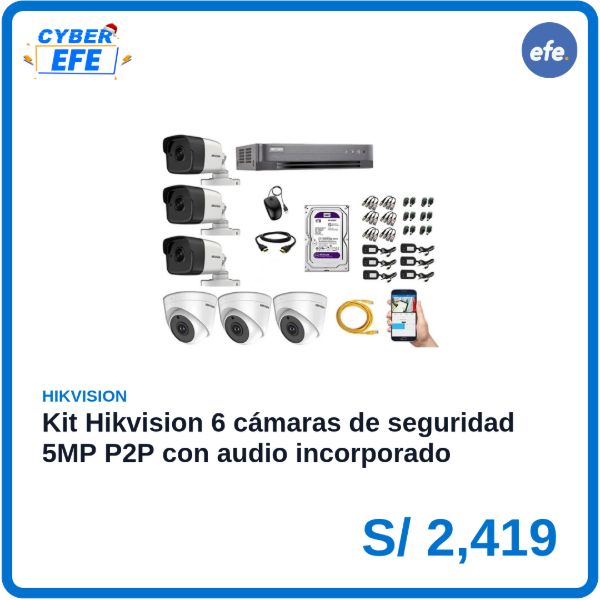 CYBER
EFE
efe.
HIKVISION
Kit Hikvision 6 cámaras de seguridad
5MP P2P con audio incorporado
S/ 2,419